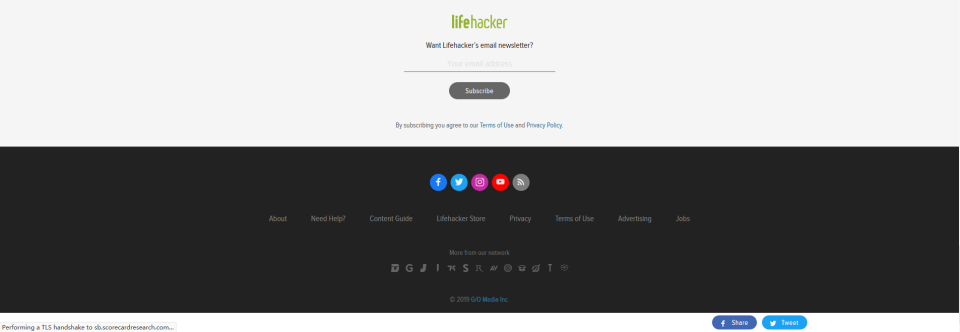 lifehacker
Want Lifehacker's email newsletter?
Your email address
Subscribe
By subscribing you agree to our Terms of Use and Privacy Policy.
About Need Help? Content Guide Lifehacker Store Privacy Terms of Use Advertising Jobs
More from our network
© 2019 G/O Media Inc.
Share Tweet
Performing a TLS handshake to sb.scorecardresearch.com...